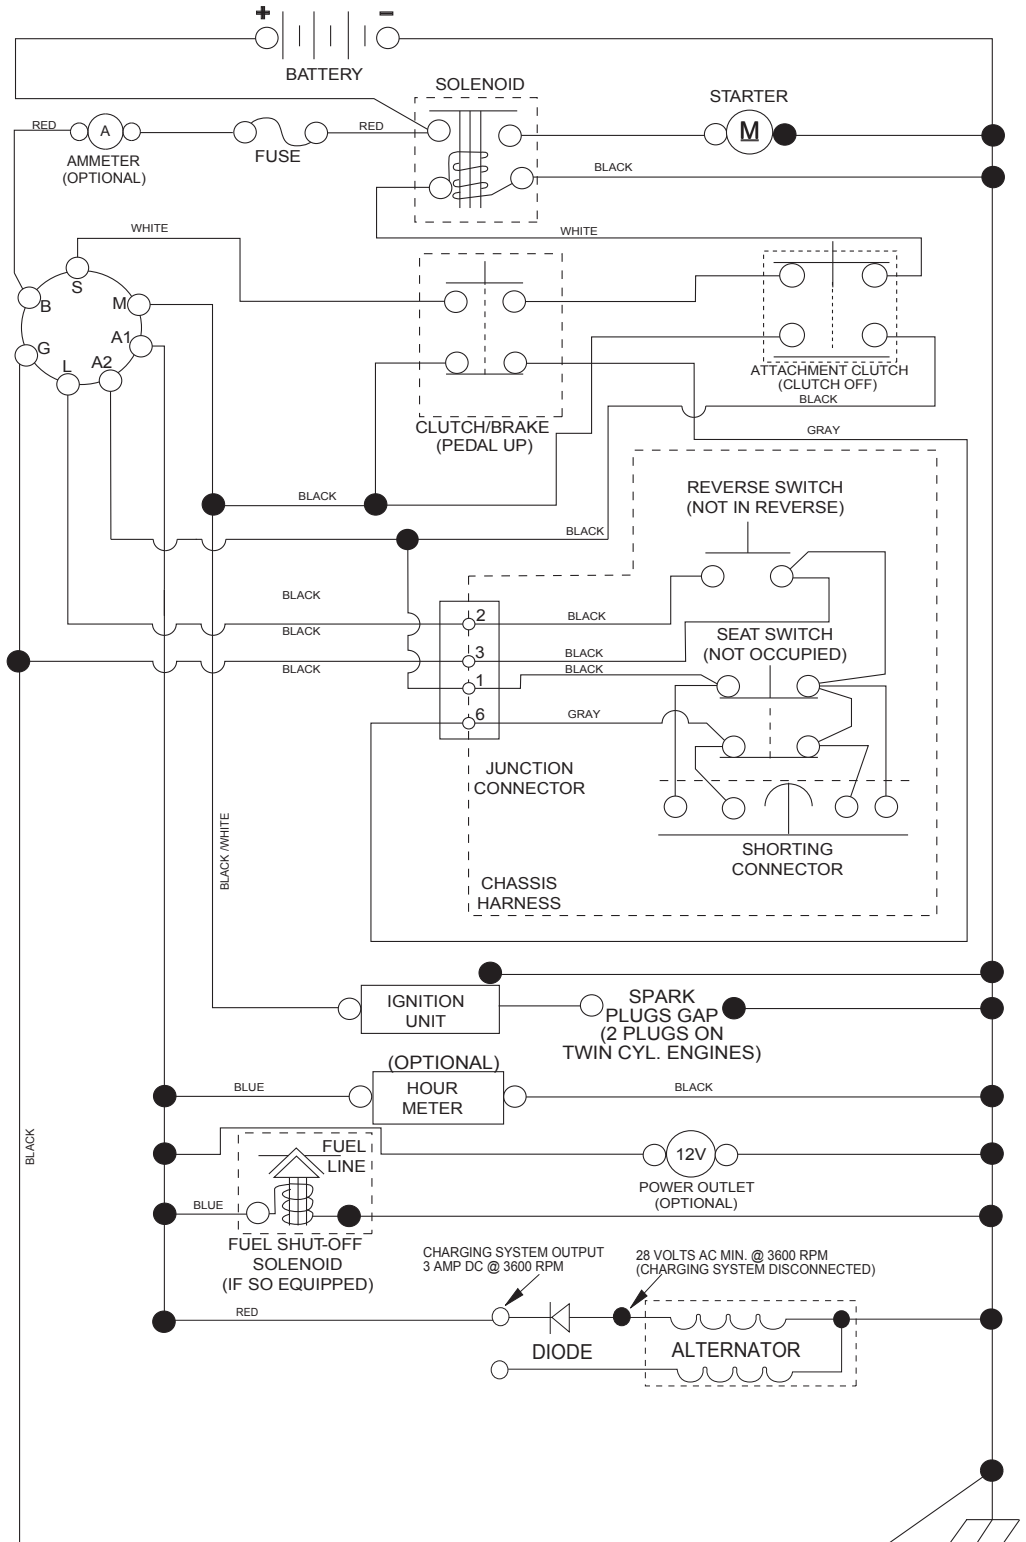 + −
BATTERY
SOLENOID
STARTER
RED
A
RED
M
AMMETER
(OPTIONAL)
FUSE
BLACK
WHITE
WHITE
S
B
M
A1
G
L
A2
ATTACHMENT CLUTCH
(CLUTCH OFF)
BLACK
CLUTCH/BRAKE
(PEDAL UP)
GRAY
REVERSE SWITCH
(NOT IN REVERSE)
BLACK
BLACK
BLACK
2
BLACK
BLACK
SEAT SWITCH
(NOT OCCUPIED)
3
BLACK
BLACK
BLACK
1
6
GRAY
JUNCTION
CONNECTOR
SHORTING
CONNECTOR
BLACK /WHITE
CHASSIS
HARNESS
IGNITION
UNIT
SPARK
PLUGS GAP
(2 PLUGS ON
TWIN CYL. ENGINES)
(OPTIONAL)
BLUE
HOUR
METER
BLACK
BLACK
FUEL
LINE
12V
POWER OUTLET
(OPTIONAL)
BLUE
FUEL SHUT-OFF
SOLENOID
(IF SO EQUIPPED)
CHARGING SYSTEM OUTPUT
3 AMP DC @ 3600 RPM
28 VOLTS AC MIN. @ 3600 RPM
(CHARGING SYSTEM DISCONNECTED)
RED
DIODE
ALTERNATOR